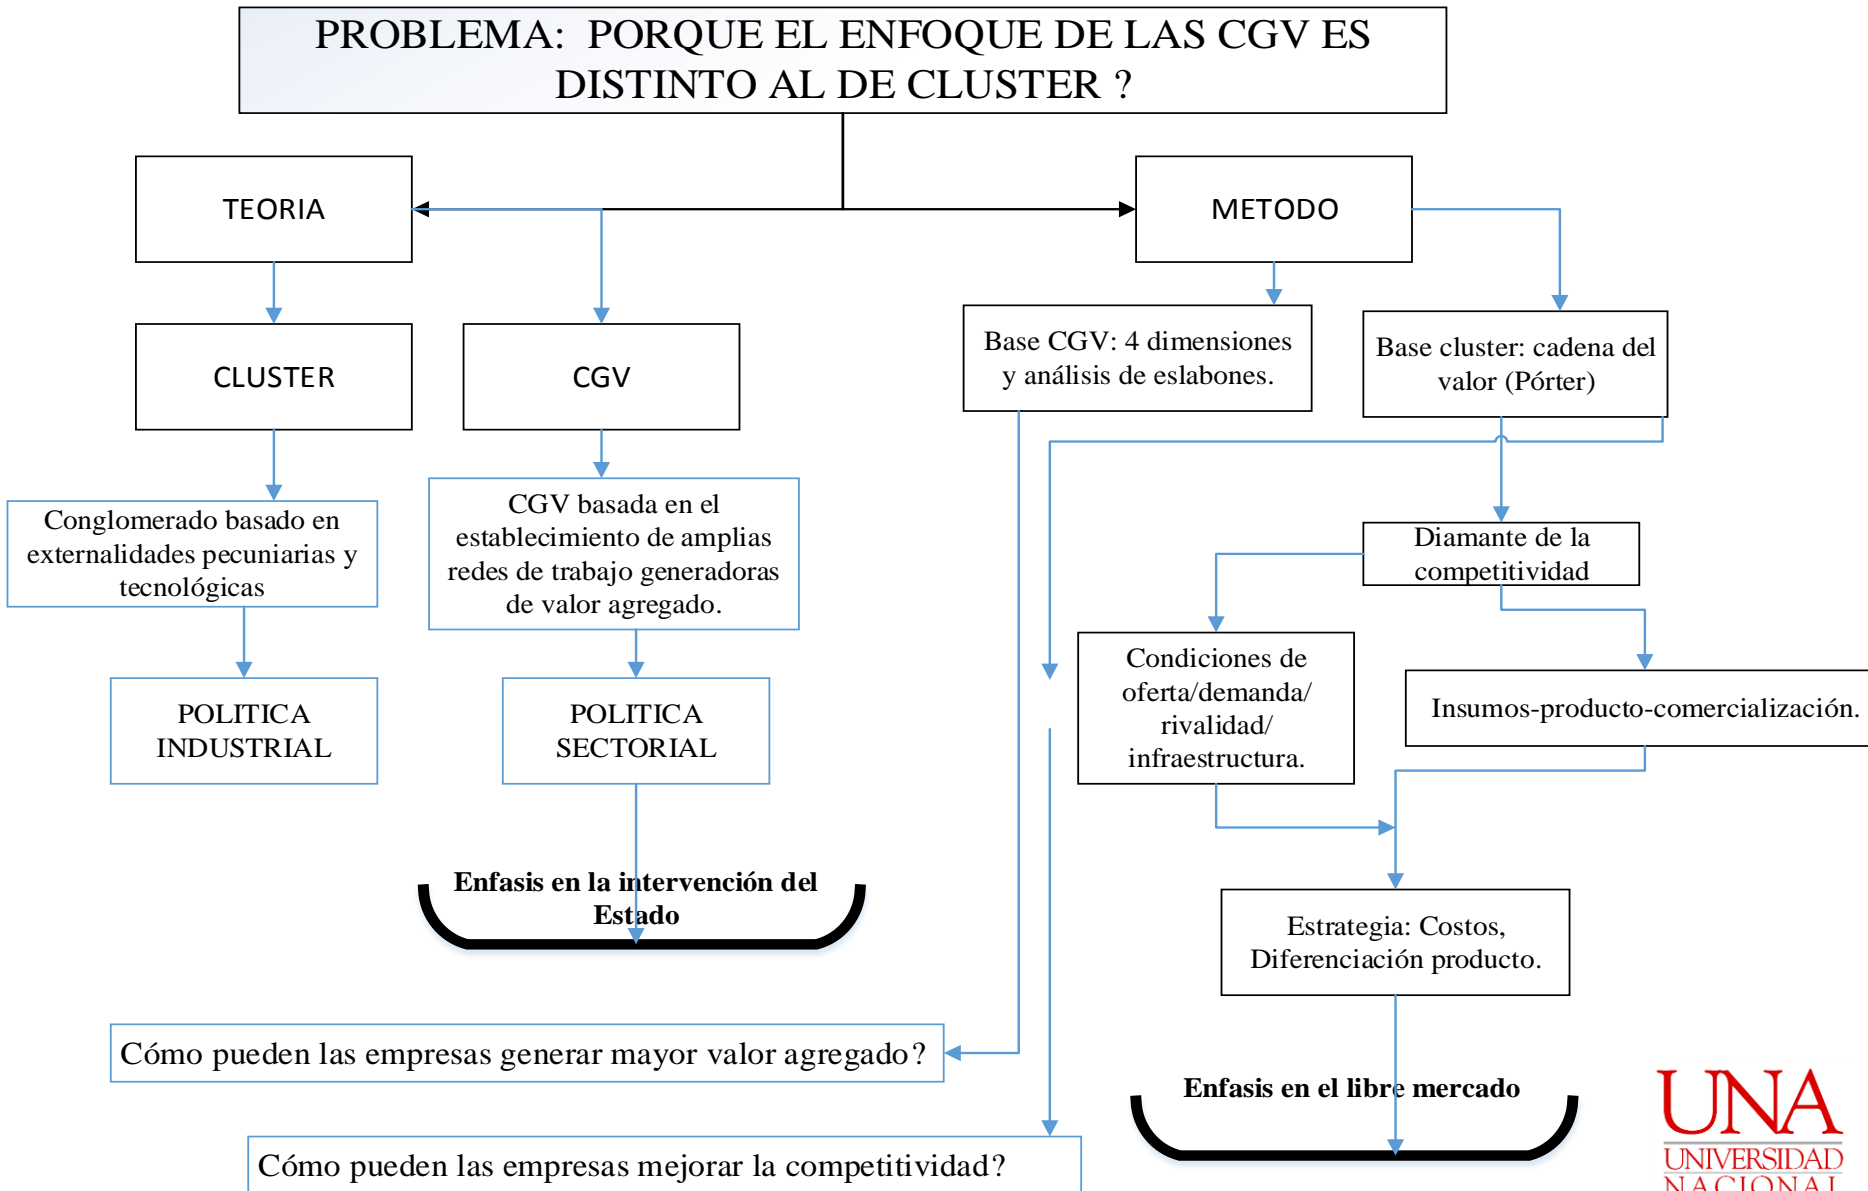 PROBLEMA: PORQUE EL ENFOQUE DE LAS CGV ES
DISTINTO AL DE CLUSTER ?
TEORIA
METODO
CLUSTER
CGV
Base CGV: 4 dimensiones
y análisis de eslabones.
Base cluster: cadena del
valor (Pórter)
Conglomerado basado en
externalidades pecuniarias y
tecnológicas
CGV basada en el
establecimiento de amplias
redes de trabajo generadoras
de valor agregado.
Diamante de la
competitividad
POLITICA
INDUSTRIAL
POLITICA
SECTORIAL
Condiciones de
oferta/demanda/
rivalidad/
infraestructura.
Insumos-producto-comercialización.
Enfasis en la intervención del
Estado
Estrategia: Costos,
Diferenciación producto.
Cómo pueden las empresas generar mayor valor agregado?
Enfasis en el libre mercado
Cómo pueden las empresas mejorar la competitividad?
UNA
UNIVERSIDAD
NACIONAL